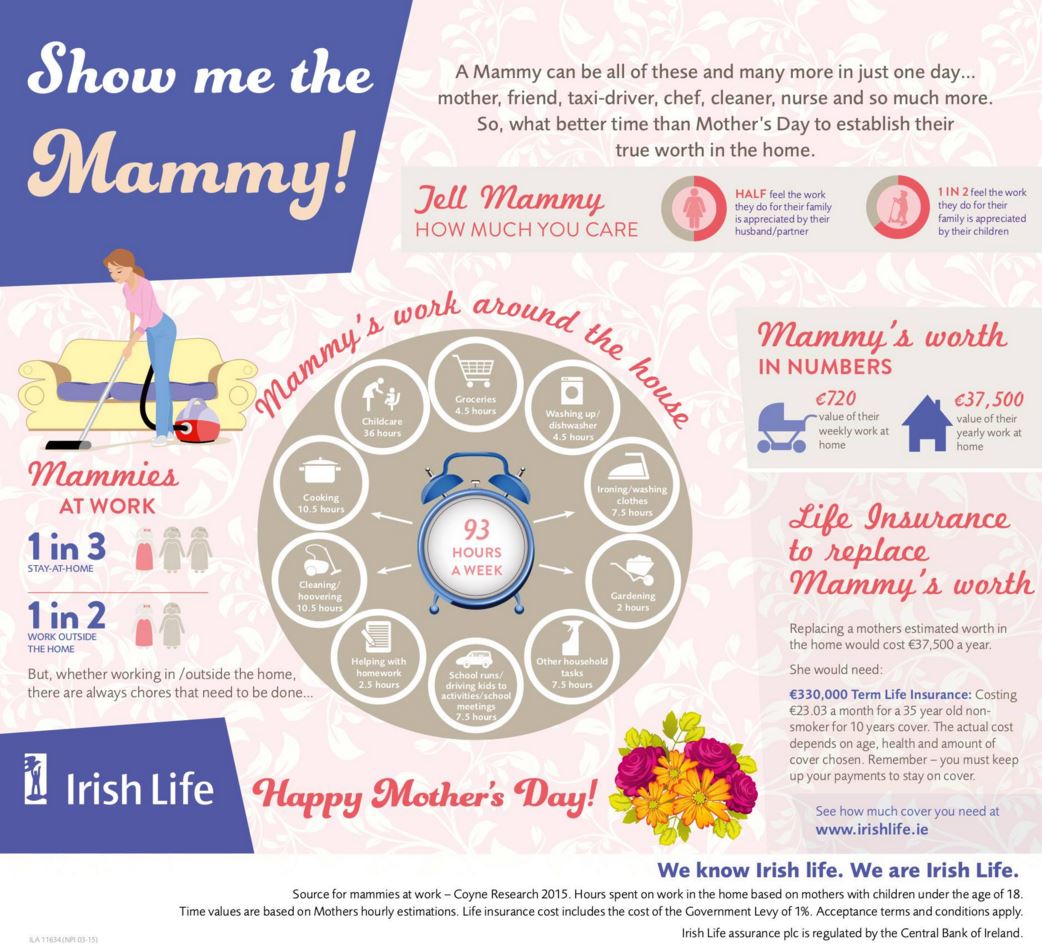 Show me the
Mammy!
A Mammy can be all of these and many more in just one day...
mother, friend, taxi-driver, chef, cleaner, nurse and so much more.
So, what better time than Mother's Day to establish their
true worth in the home.
Tell Mammy
HOW MUCH YOU CARE
HALF feel the work
they do for their family
is appreciated by their
husband/partner
1 IN 2 feel the work
they do for their
family is appreciated
by their children
Mammy's work around the house
Groceries
4.5 hours
Washing up/
dishwasher
4.5 hours
Ironing/washing
clothes
7.5 hours
Gardening
2 hours
Other household
tasks
7.5 hours
School runs/
driving kids to
activities/school
meetings
7.5 hours
Helping with
homework
2.5 hours
Cleaning/
hoovering
10.5 hours
Cooking
10.5 hours
Childcare
36 hours
93
HOURS
A WEEK
Mammies
AT WORK
1 in 3
STAY-AT-HOME
1 in 2
WORK OUTSIDE
THE HOME
But, whether working in /outside the home,
there are always chores that need to be done...
Mammy's worth
IN NUMBERS
€720
value of their
weekly work at
home
€37,500
value of their
yearly work at
home
Life Insurance
to replace
Mammy's worth
Replacing a mothers estimated worth in
the home would cost €37,500 a year.
She would need:
€330,000 Term Life Insurance: Costing
€23.03 a month for a 35 year old non-
smoker for 10 years cover. The actual cost
depends on age, health and amount of
cover chosen. Remember – you must keep
up your payments to stay on cover.
See how much cover you need at
www.irishlife.ie
Irish Life
Happy Mother's Day!
We know Irish life. We are Irish Life.
Source for mammies at work – Coyne Research 2015. Hours spent on work in the home based on mothers with children under the age of 18.
Time values are based on Mothers hourly estimations. Life insurance cost includes the cost of the Government Levy of 1%. Acceptance terms and conditions apply.
Irish Life assurance plc is regulated by the Central Bank of Ireland.
ILA 11634 (NPI 03-15)